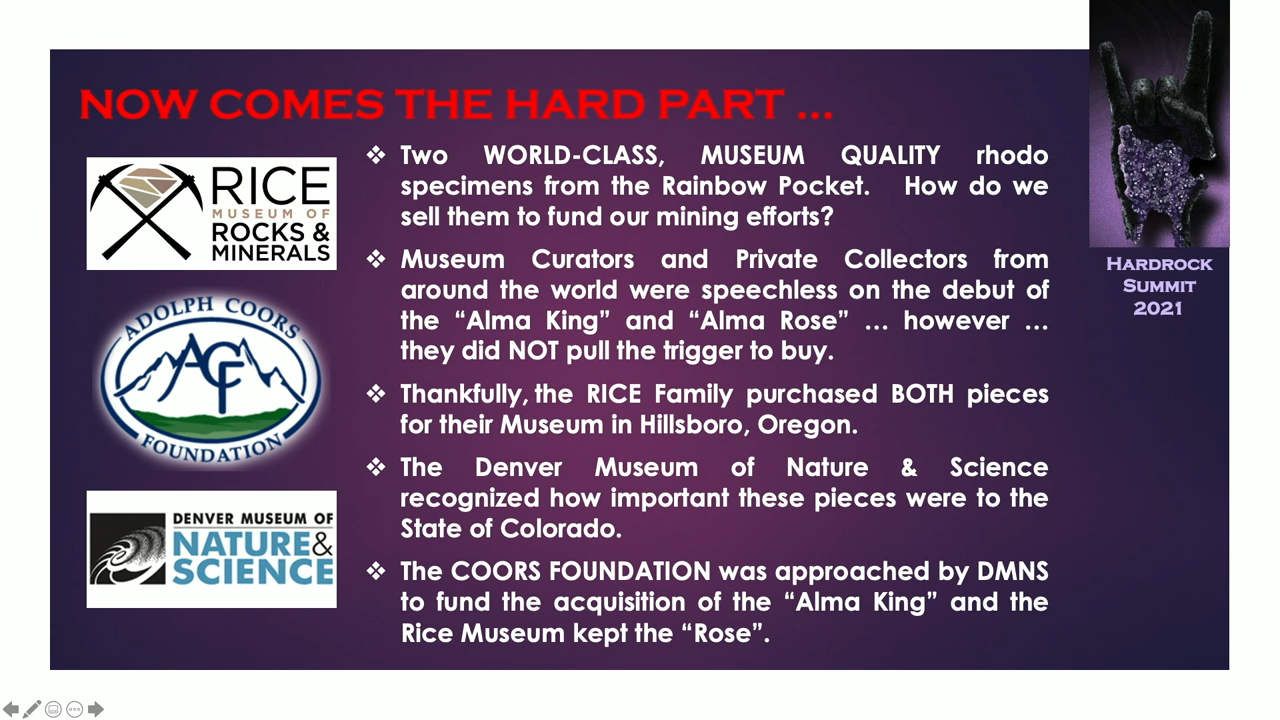 NOW COMES THE HARD PART ...
RICE
MUSEUM OF
ROCKS &
MINERALS
ADOLPH COORS
ACF
FOUNDATION
DENVER MUSEUM OF
NATURE&
SCIENCE
❖ Two WORLD-CLASS, MUSEUM QUALITY rhodo
specimens from the Rainbow Pocket. How do we
sell them to fund our mining efforts?
❖ Museum Curators and Private Collectors from
around the world were speechless on the debut of
the “Alma King” and “Alma Rose” … however …
they did NOT pull the trigger to buy.
❖ Thankfully, the RICE Family purchased BOTH pieces
for their Museum in Hillsboro, Oregon.
❖ The Denver Museum of Nature & Science
recognized how important these pieces were to the
State of Colorado.
❖ The COORS FOUNDATION was approached by DMNS
to fund the acquisition of the “Alma King” and the
Rice Museum kept the “Rose”.
HARDROCK
SUMMIT
2021